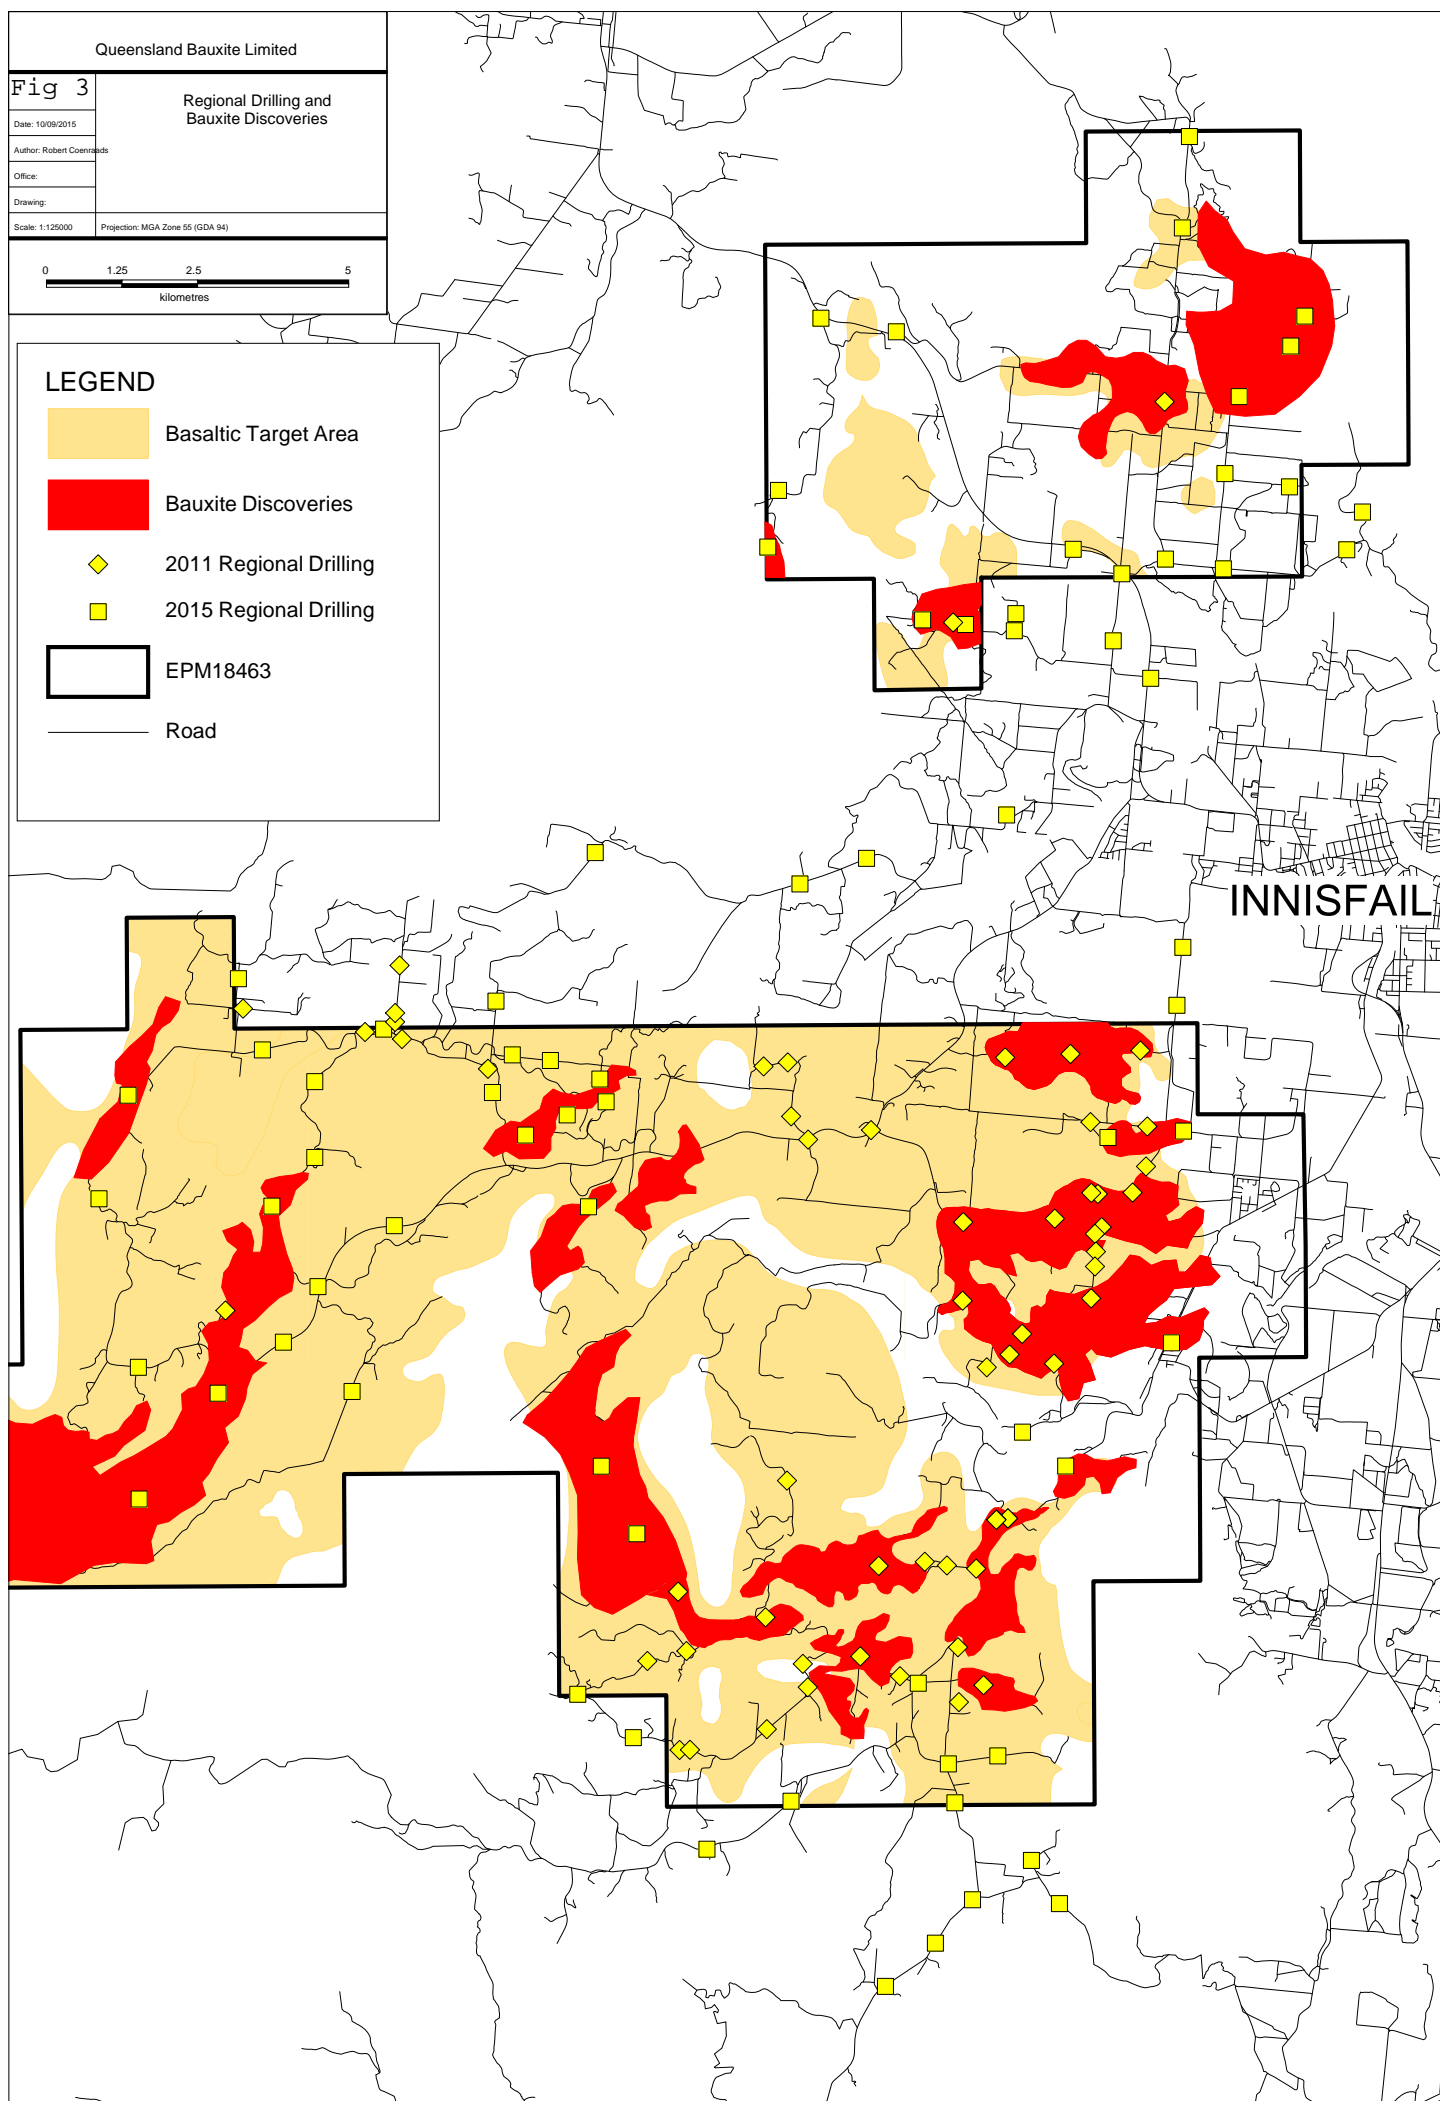 Queensland Bauxite Limited
Fig 3
Regional Drilling and
Bauxite Discoveries
Date: 10/09/2015
Author: Robert Coenraads
Office:
Drawing:
Scale: 1:125000
Projection: MGA Zone 55 (GDA 94)
0 1.25 2.5 5
kilometres
LEGEND
Basaltic Target Area
Bauxite Discoveries
2011 Regional Drilling
2015 Regional Drilling
EPM18463
Road
INNISFAIL